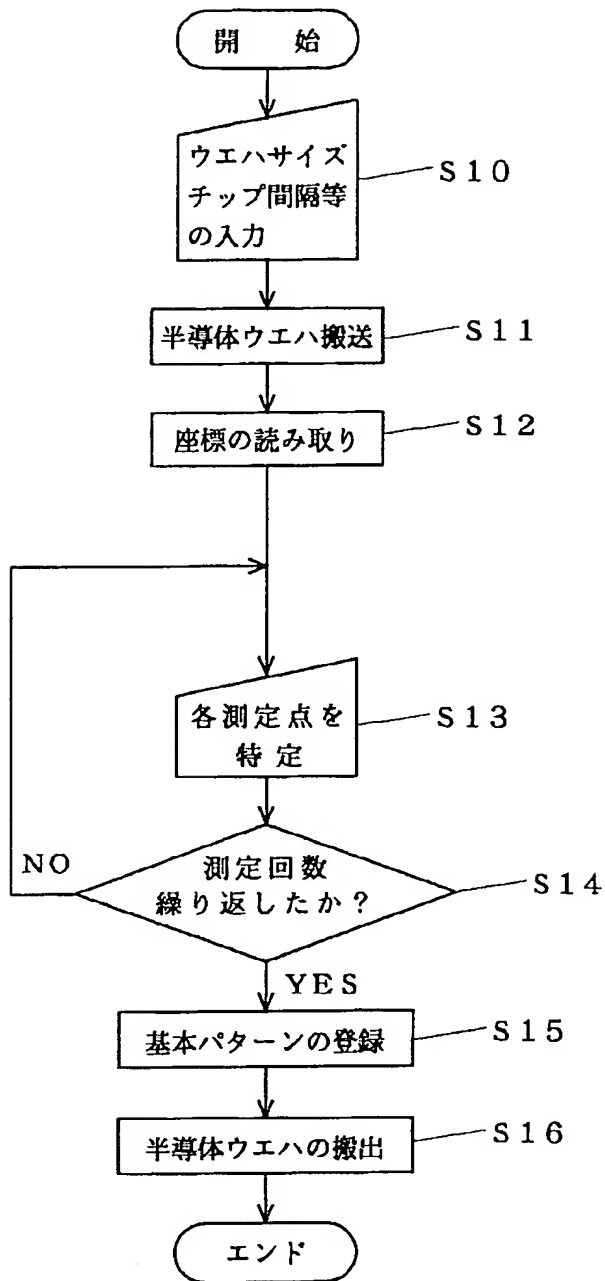 開 始
ウエハサイズ
チップ間隔等
の入力
S10
半導体ウエハ搬送
S11
座標の読み取り
S12
各測定点を
特定
S13
測定回数
繰り返したか?
S14
NO
YES
基本パターンの登録
S15
半導体ウエハの搬出
S16
エンド